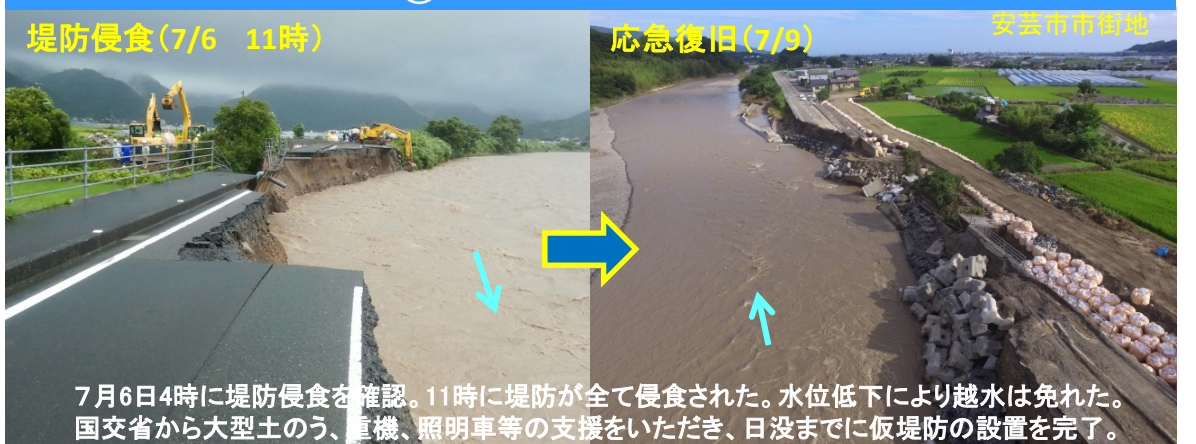 堤防侵食(7/6　11時)
応急復旧(7/9)
安芸市市街地
7月6日4時に堤防侵食を確認。11時に堤防が全て侵食された。水位低下により越水は免れた。
国交省から大型土のう、重機、照明車等の支援をいただき、日没までに仮堤防の設置を完了。